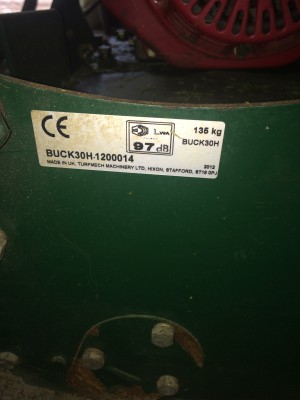 CE LWA 135 kg
97 dB BUCK30H
BUCK30H-1200014 2012
MADE IN UK. TURFMECH MACHINERY LTD, HIXON, STAFFORD, ST18 0PJ